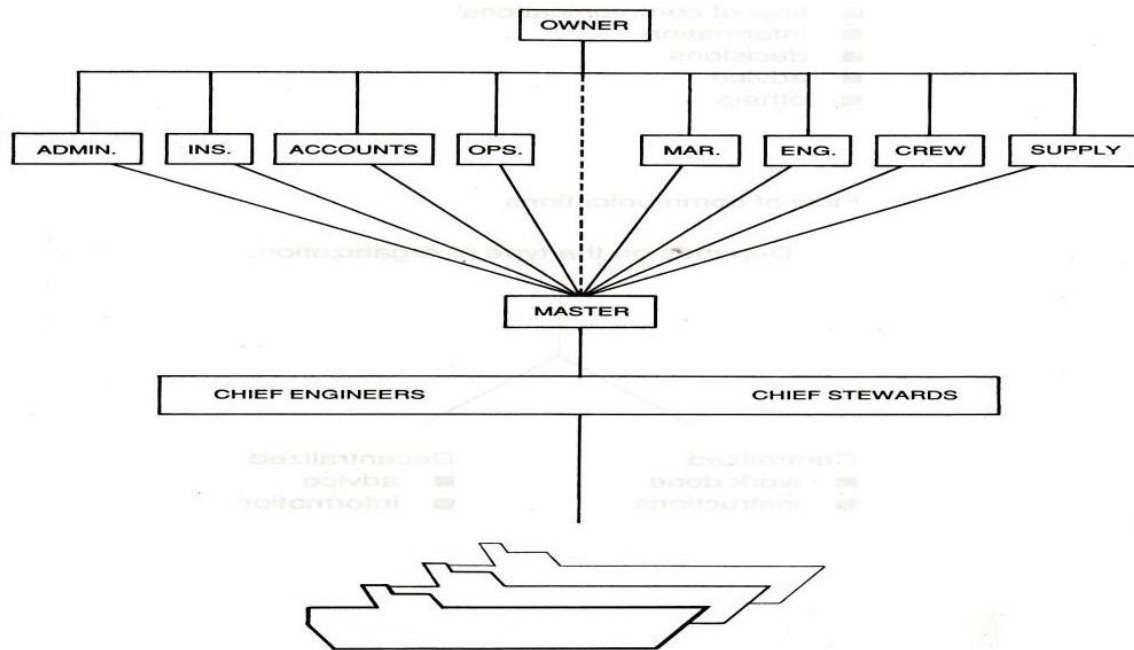 OWNER
ADMIN. INS. ACCOUNTS OPS. MAR. ENG. CREW SUPPLY
MASTER
CHIEF ENGINEERS CHIEF STEWARDS